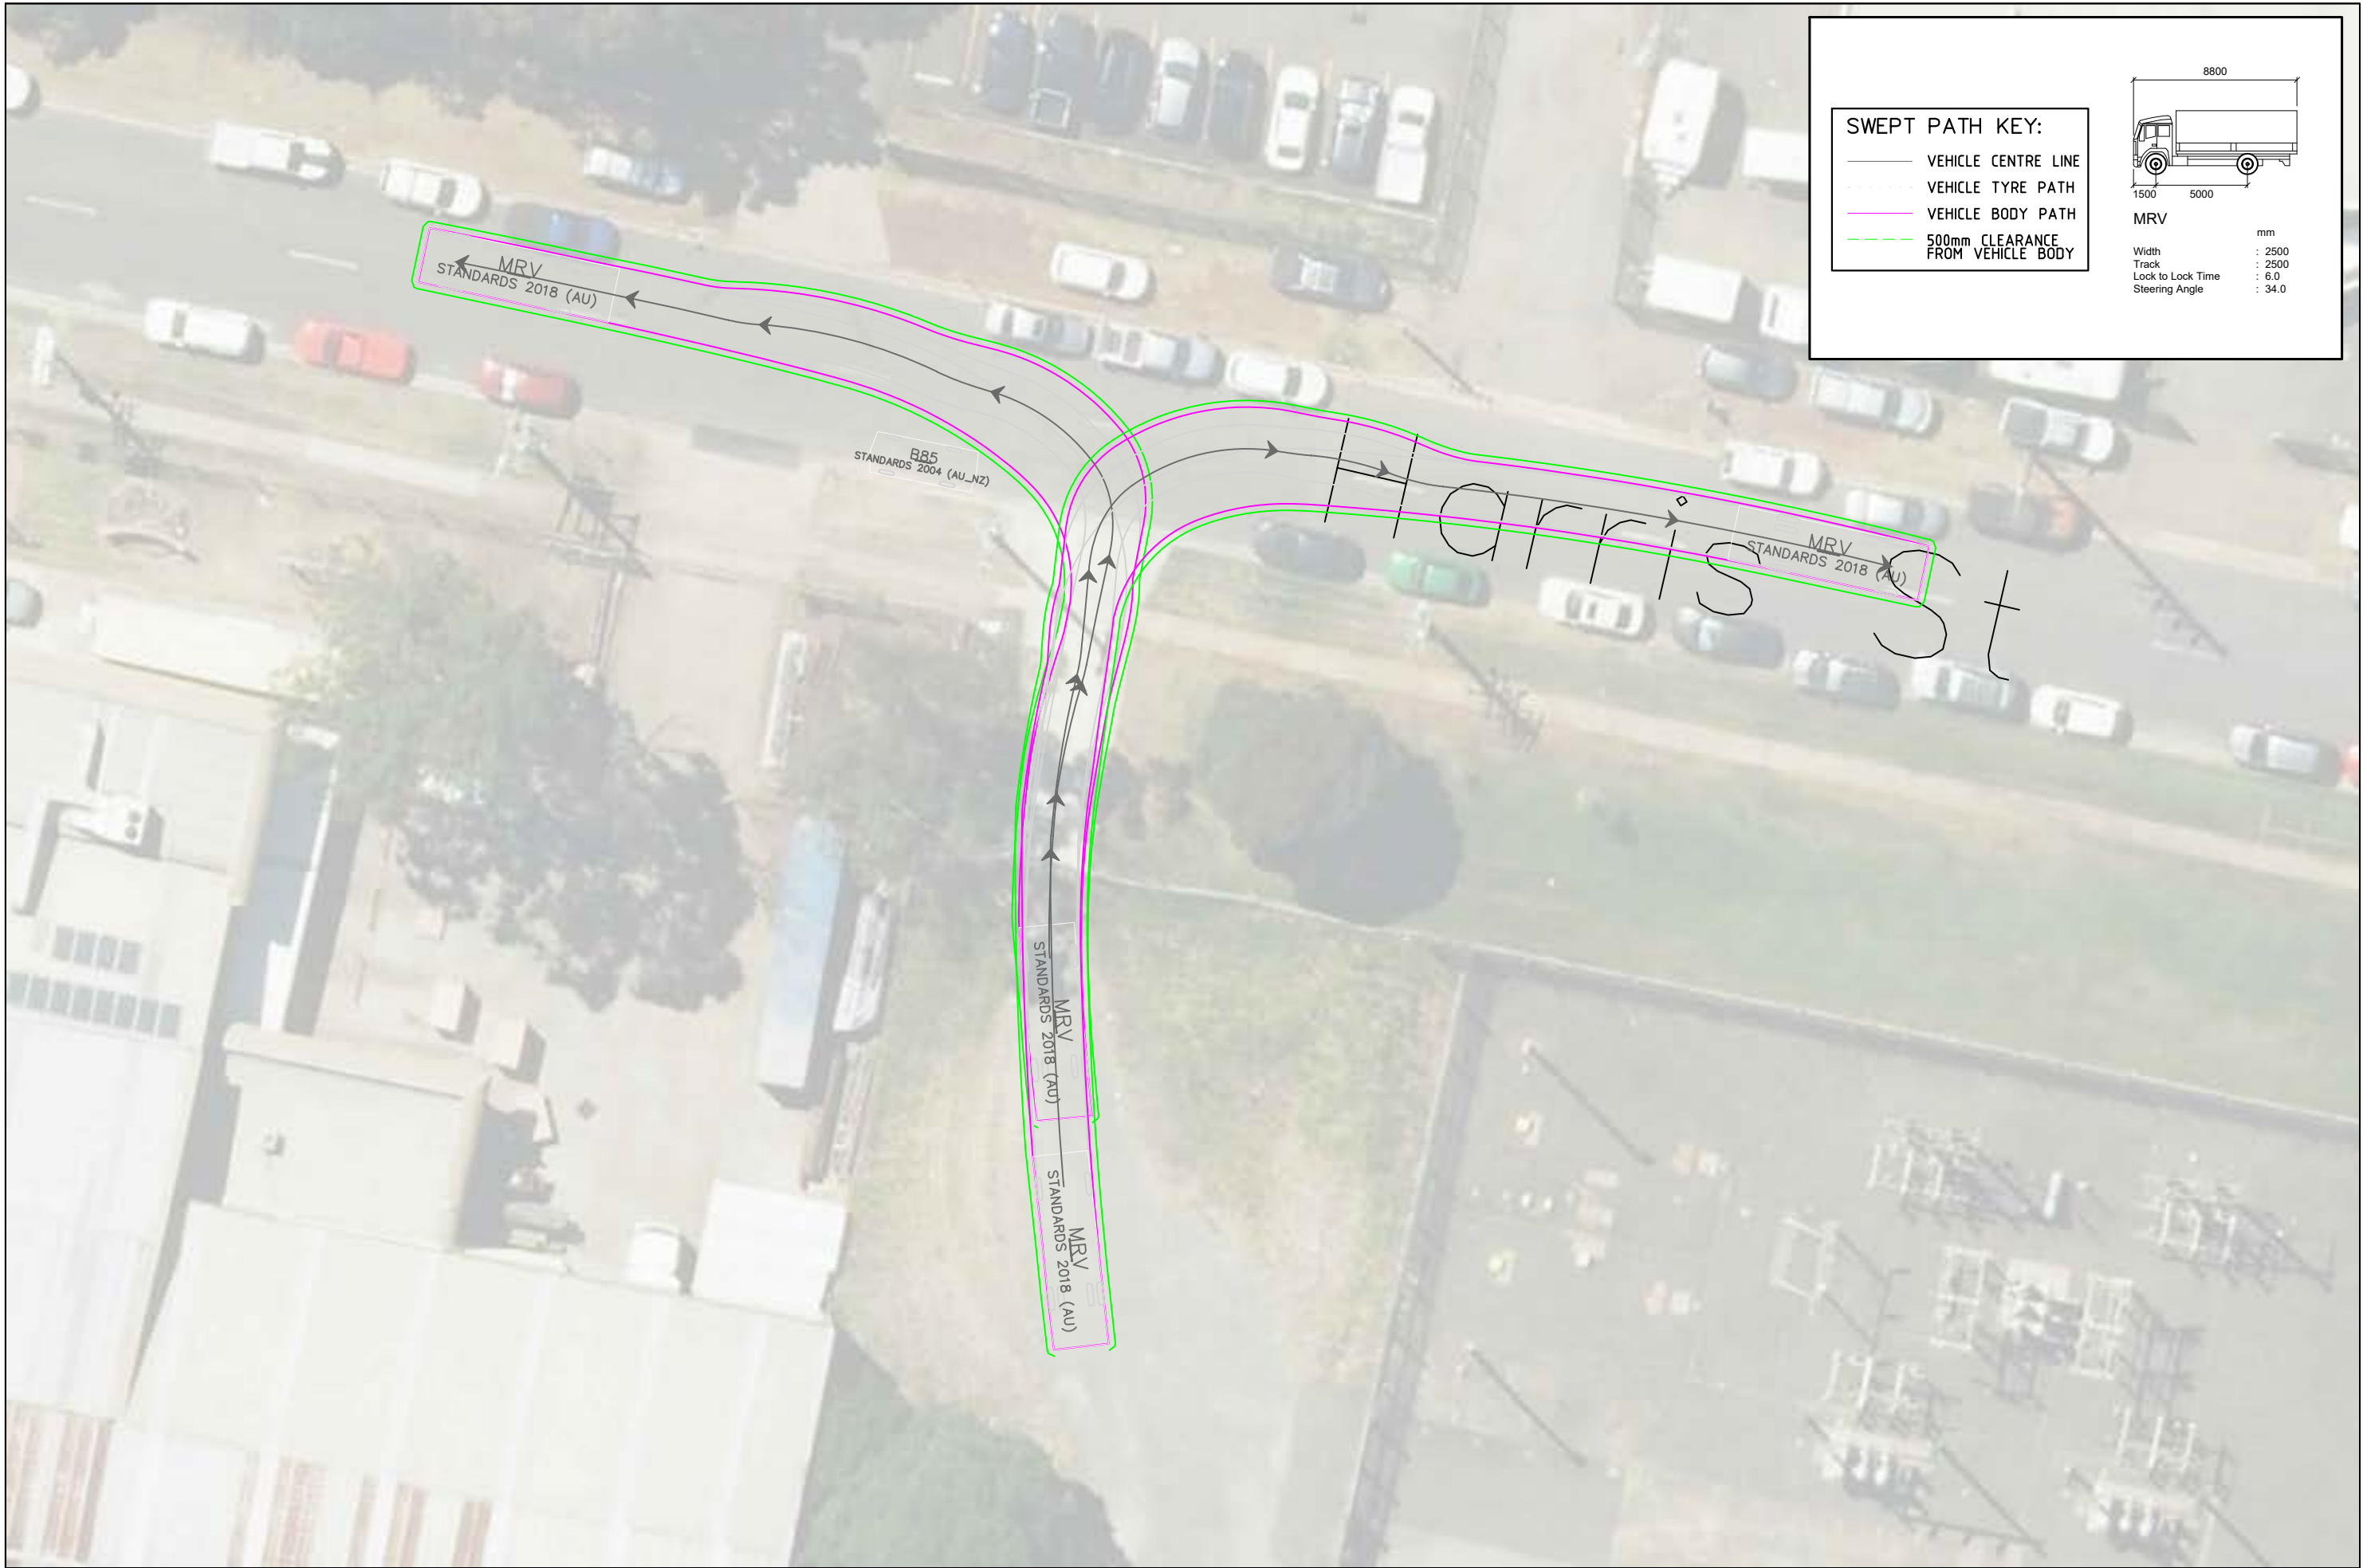 SWEPT PATH KEY:
VEHICLE CENTRE LINE
VEHICLE TYRE PATH
VEHICLE BODY PATH
500mm CLEARANCE
FROM VEHICLE BODY
8800
1500 5000
MRV
mm
Width : 2500
Track : 2500
Lock to Lock Time : 6.0
Steering Angle : 34.0
MRV
STANDARDS 2018 (AU)
B85
STANDARDS 2004 (AU_NZ)
Harris St
MRV
STANDARDS 2018 (AU)
MRV
STANDARDS 2018 (AU)
MRV
STANDARDS 2018 (AU)